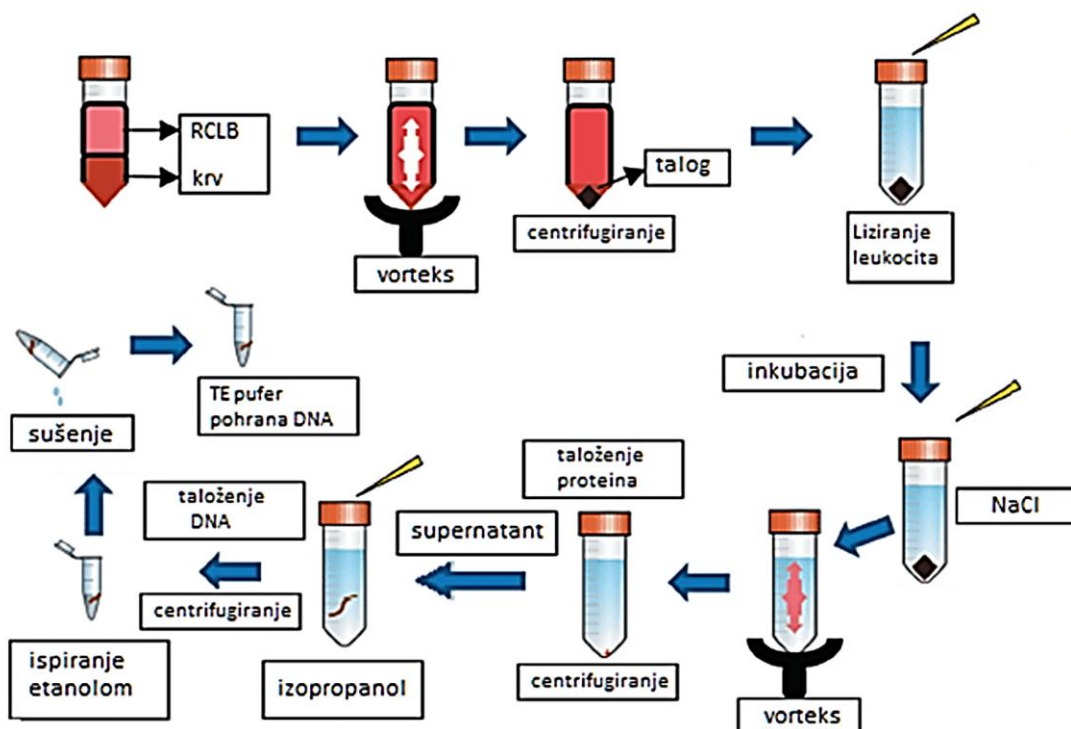 RCLB
krv
vorteks
talog
centrifugiranje
Liziranje
leukocita
inkubacija
NaCl
vorteks
taloženje
proteina
centrifugiranje
supernatant
izopropanol
taloženje
DNA
centrifugiranje
ispiranje
etanolom
sušenje
TE pufer
pohrana DNA